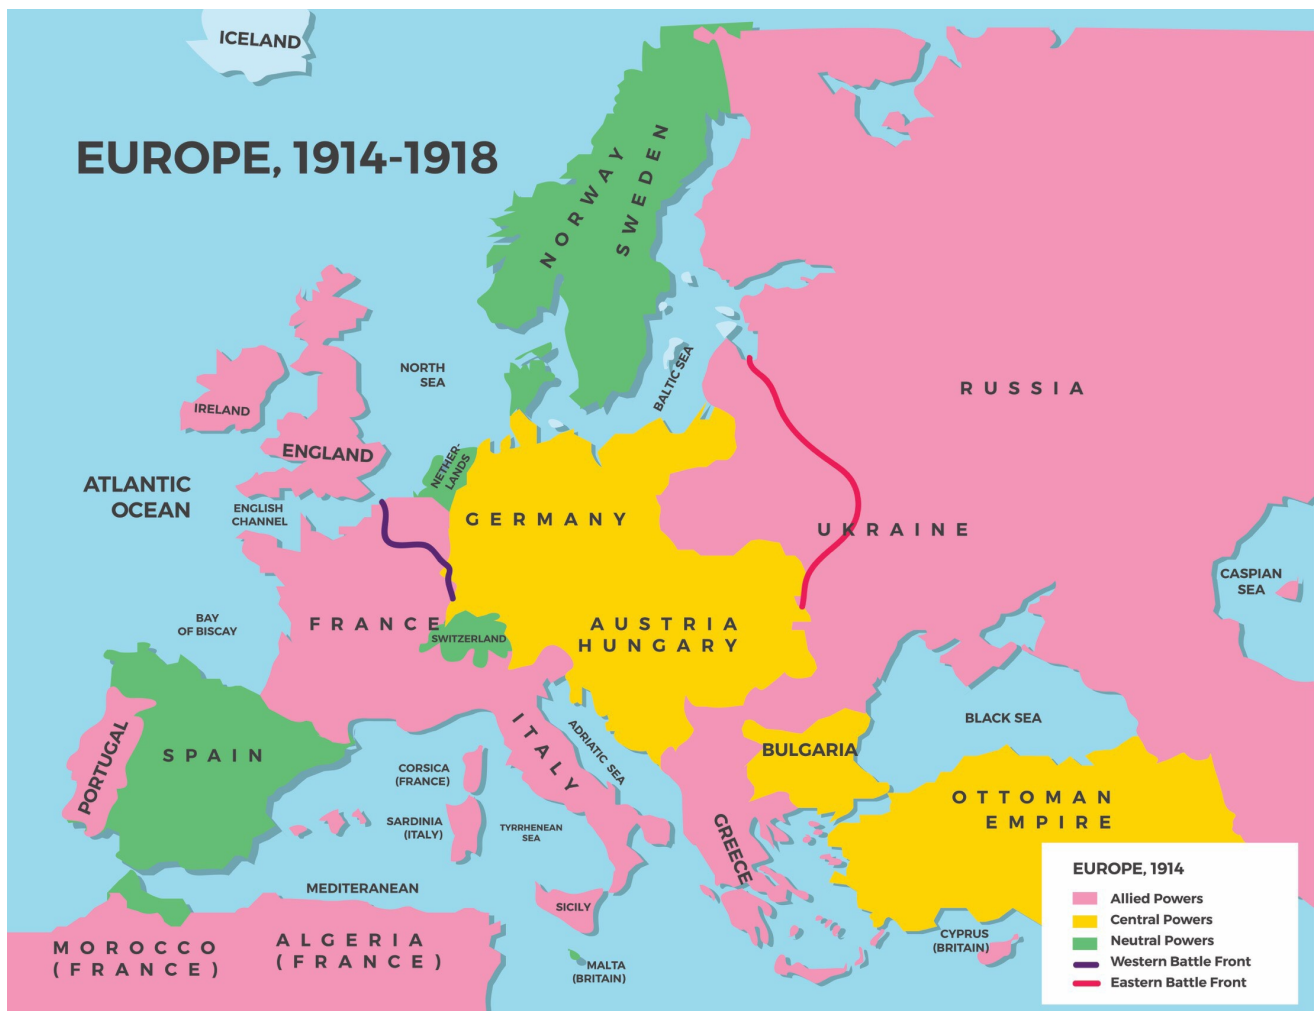 ICELAND
EUROPE, 1914-1918
NORWAY
SWEDEN
NORTH
SEA
BALTIC SEA
RUSSIA
IRELAND
ENGLAND
NETHER-
LANDS
ATLANTIC
OCEAN
ENGLISH
CHANNEL
GERMANY
UKRAINE
CASPIAN
SEA
BAY
OF BISCAY
FRANCE
SWITZERLAND
AUSTRIA
HUNGARY
PORTUGAL
SPAIN
ITALY
ADRIATIC SEA
BLACK SEA
BULGARIA
CORSICA
(FRANCE)
SARDINIA
(ITALY)
TYRRHENEAN
SEA
GREECE
OTTOMAN
EMPIRE
MEDITERANEAN
SICILY
MOROCCO
(FRANCE)
ALGERIA
(FRANCE)
MALTA
(BRITAIN)
CYPRUS
(BRITAIN)
EUROPE, 1914
Allied Powers
Central Powers
Neutral Powers
Western Battle Front
Eastern Battle Front